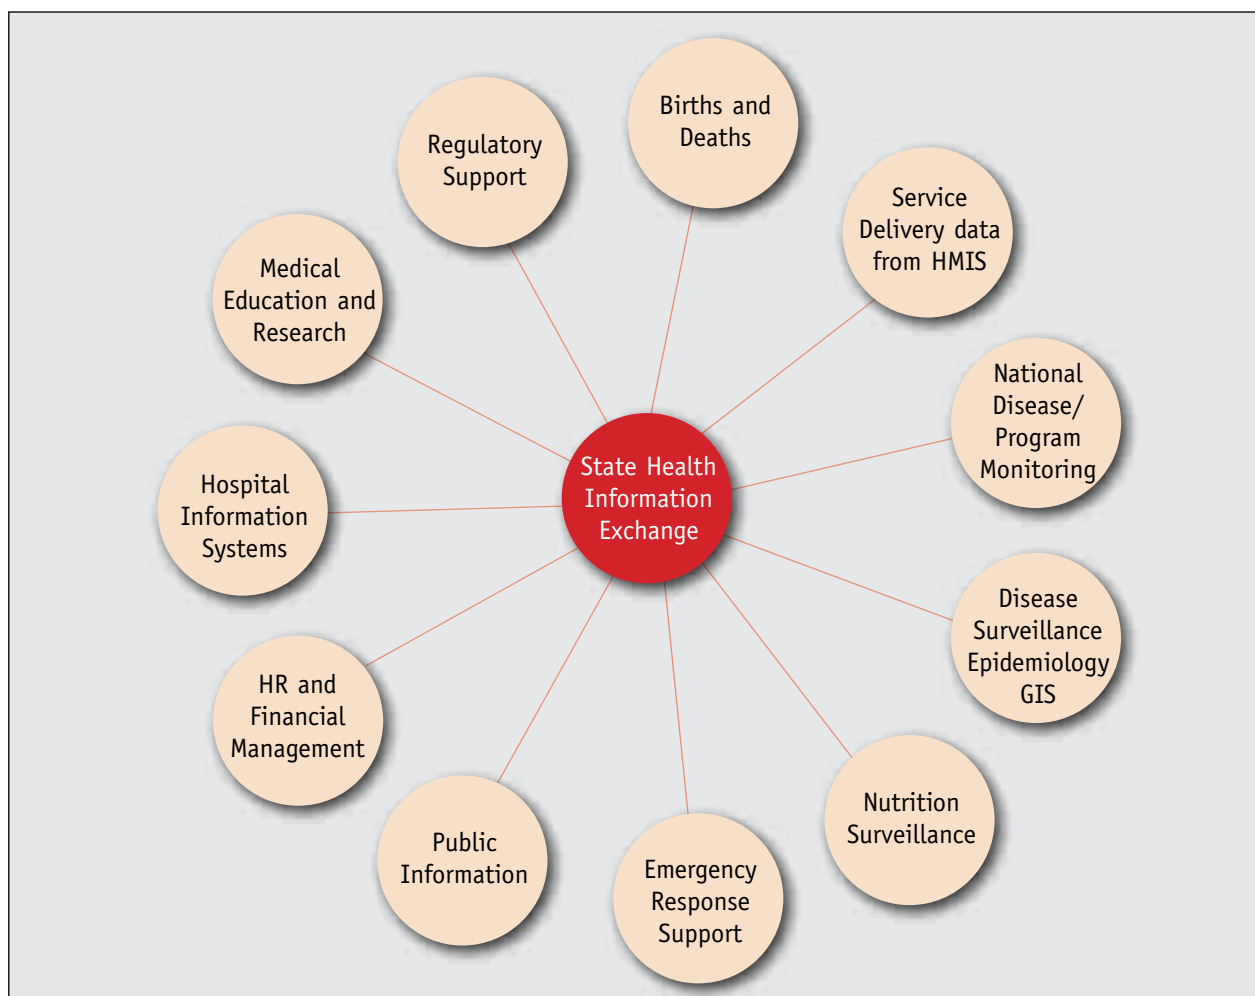 Births and
Deaths
Regulatory
Support
Service
Delivery data
from HMIS
Medical
Education and
Research
National
Disease/
Program
Monitoring
State Health
Information
Exchange
Hospital
Information
Systems
Disease
Surveillance
Epidemiology
GIS
HR and
Financial
Management
Nutrition
Surveillance
Public
Information
Emergency
Response
Support